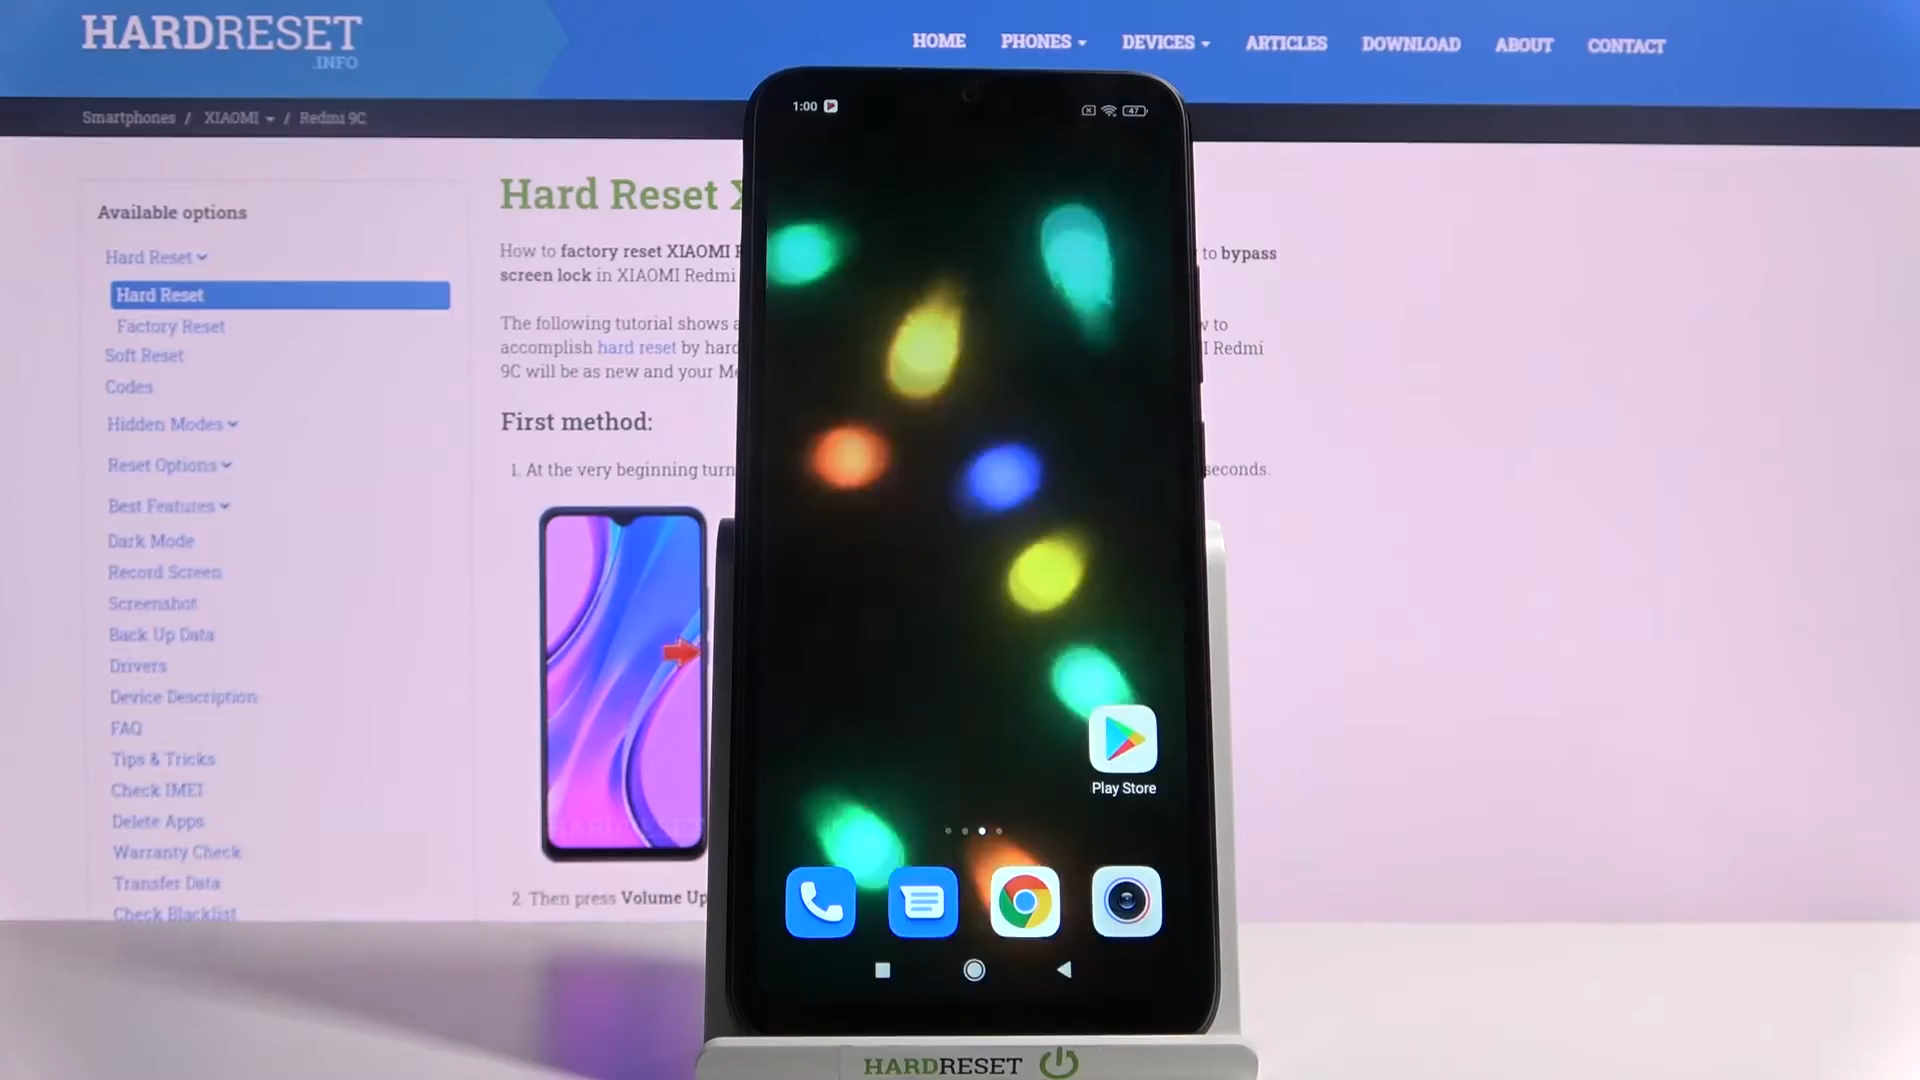 HARDRESET
.INFO
HOME PHONES DEVICES ARTICLES DOWNLOAD ABOUT CONTACT
Smartphones / XIAOMI / Redmi 9C
Available options
Hard Reset
Hard Reset
Factory Reset
Soft Reset
Codes
Hidden Modes
Reset Options
Best Features
Dark Mode
Record Screen
Screenshot
Back Up Data
Drivers
Device Description
FAQ
Tips & Tricks
Check IMEI
Delete Apps
Warranty Check
Transfer Data
Check Blacklist
Hard Reset
How to factory reset XIAOMI to bypass
screen lock in XIAOMI Redmi
The following tutorial shows to
accomplish hard reset by Redmi
9C will be as new and your
First method:
1. At the very beginning turn seconds.
2. Then press Volume Up
1:00
47
Play Store
HARDRESET